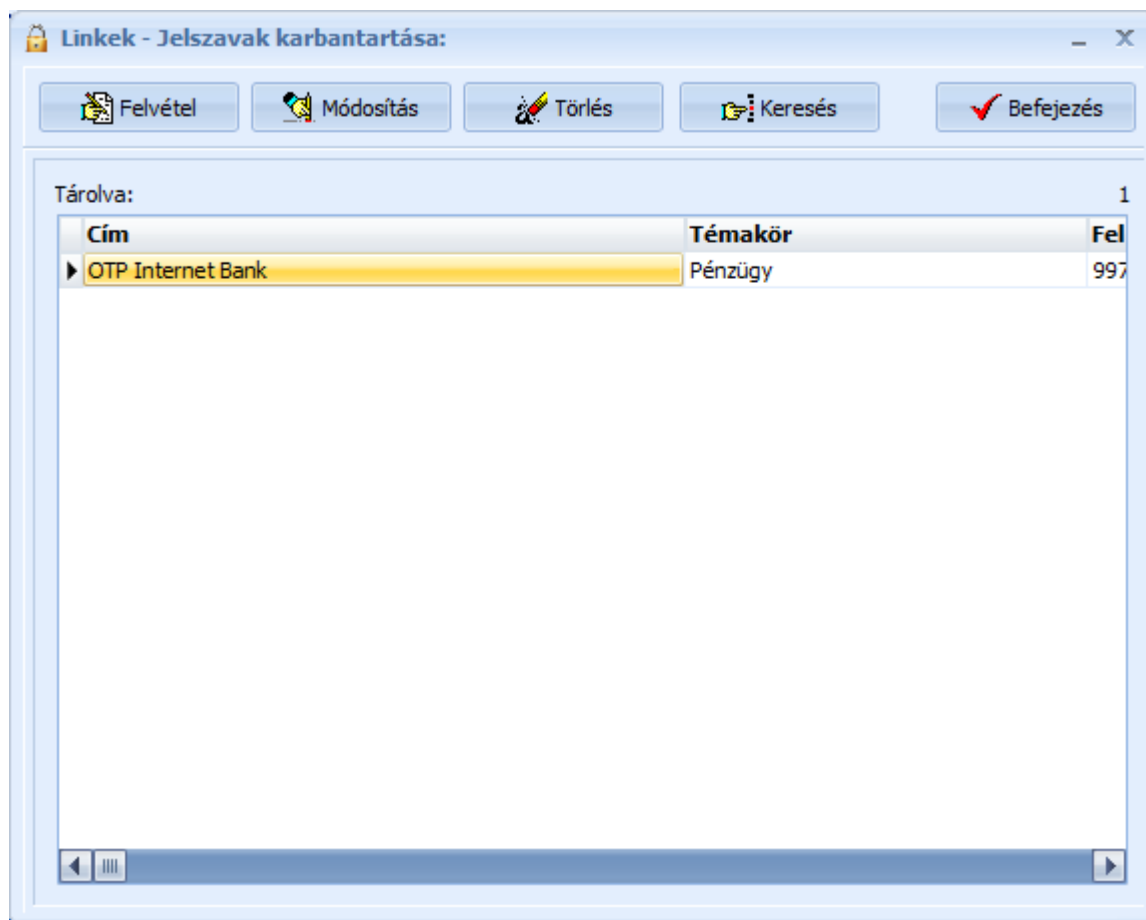 Linkek - Jelszavak karbantartása:
Felvétel Módosítás Törlés Keresés Befejezés
Tárolva: 1
Cím Témakör Fel
OTP Internet Bank Pénzügy 997